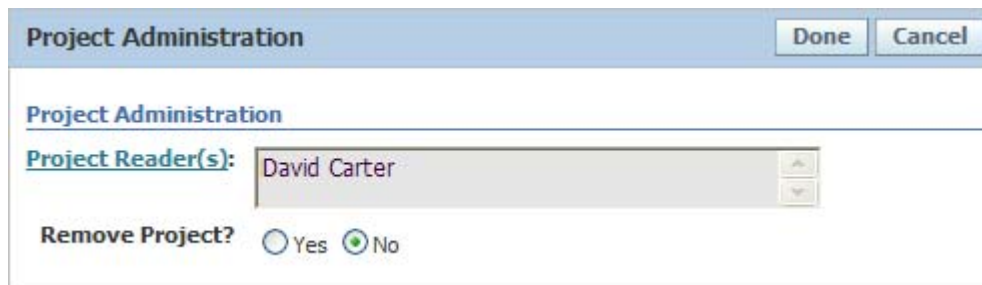 Project Administration Done Cancel
Project Administration
Project Reader(s): David Carter
Remove Project? Yes No